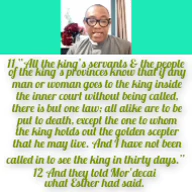 11."All the king's servants & the people
of the king's provinces know that if any
man or woman goes to the king inside
the inner court without being called,
there is but one law; all alike are to be
put to death, except the one to whom
the king holds out the golden scepter
that he may live. And I have not been
called in to see the king in thirty days."
12 And they told Mor'decai
what Esther had said.